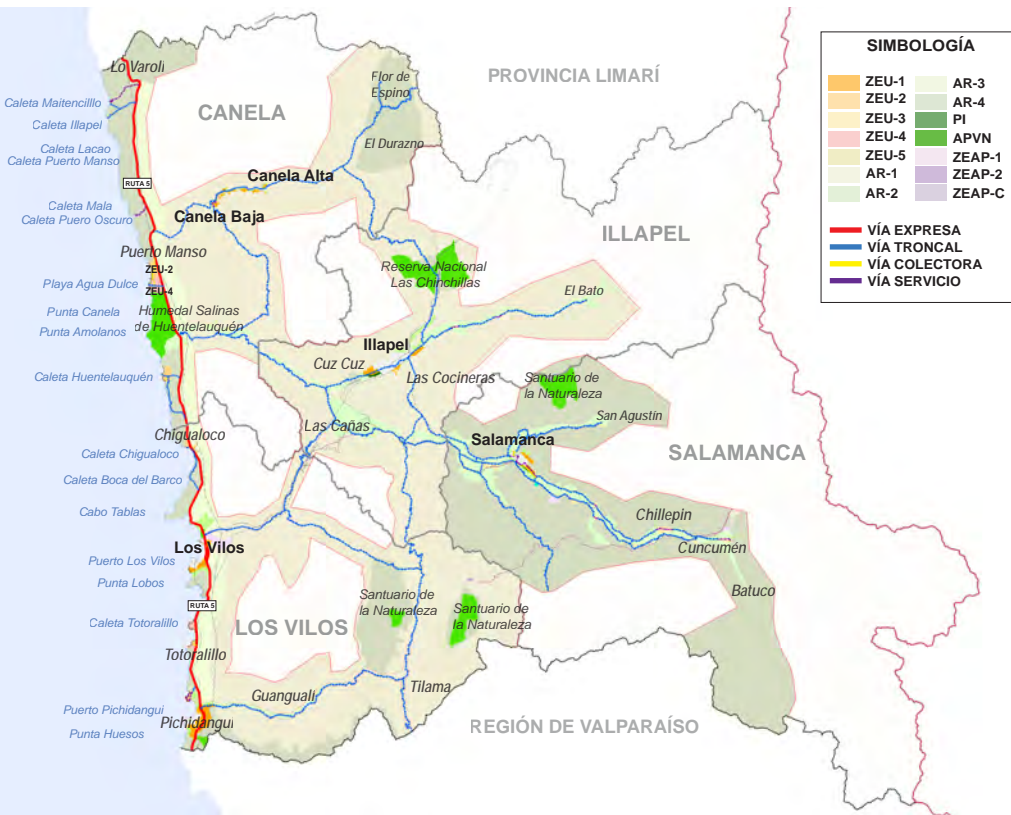 SIMBOLOGÍA
ZEU-1
ZEU-2
ZEU-3
ZEU-4
ZEU-5
AR-1
AR-2
AR-3
AR-4
PI
APVN
ZEAP-1
ZEAP-2
ZEAP-C
VÍA EXPRESA
VÍA TRONCAL
VÍA COLECTORA
VÍA SERVICIO
Lo Varoli
Flor de
Espino
PROVINCIA LIMARÍ
Caleta Maitencilllo
CANELA
Caleta Illapel
El Durazno
Caleta Lacao
Caleta Puerto Manso
RUTA 5
Canela Alta
Caleta Mala
Caleta Puero Oscuro
Canela Baja
ILLAPEL
Puerto Manso
ZEU-2
Reserva Nacional
Las Chinchillas
Playa Agua Dulce
ZEU-4
El Bato
Punta Canela
Humedal Salinas
de Huentelauquén
Punta Amolanos
Illapel
Cuz Cuz
Caleta Huentelauquén
Las Cocineras
Santuario de
la Naturaleza
San Agustín
Las Cañas
Chigualoco
Salamanca
SALAMANCA
Caleta Chigualoco
Caleta Boca del Barco
Cabo Tablas
Chillepin
Los Vilos
Cuncumén
Puerto Los Vilos
Punta Lobos
Batuco
RUTA 5
Santuario de
la Naturaleza
Santuario de
la Naturaleza
Caleta Totoralillo
LOS VILOS
Totoralillo
Tilama
Guanguali
Puerto Pichidangui
Pichidangui
REGIÓN DE VALPARAÍSO
Punta Huesos